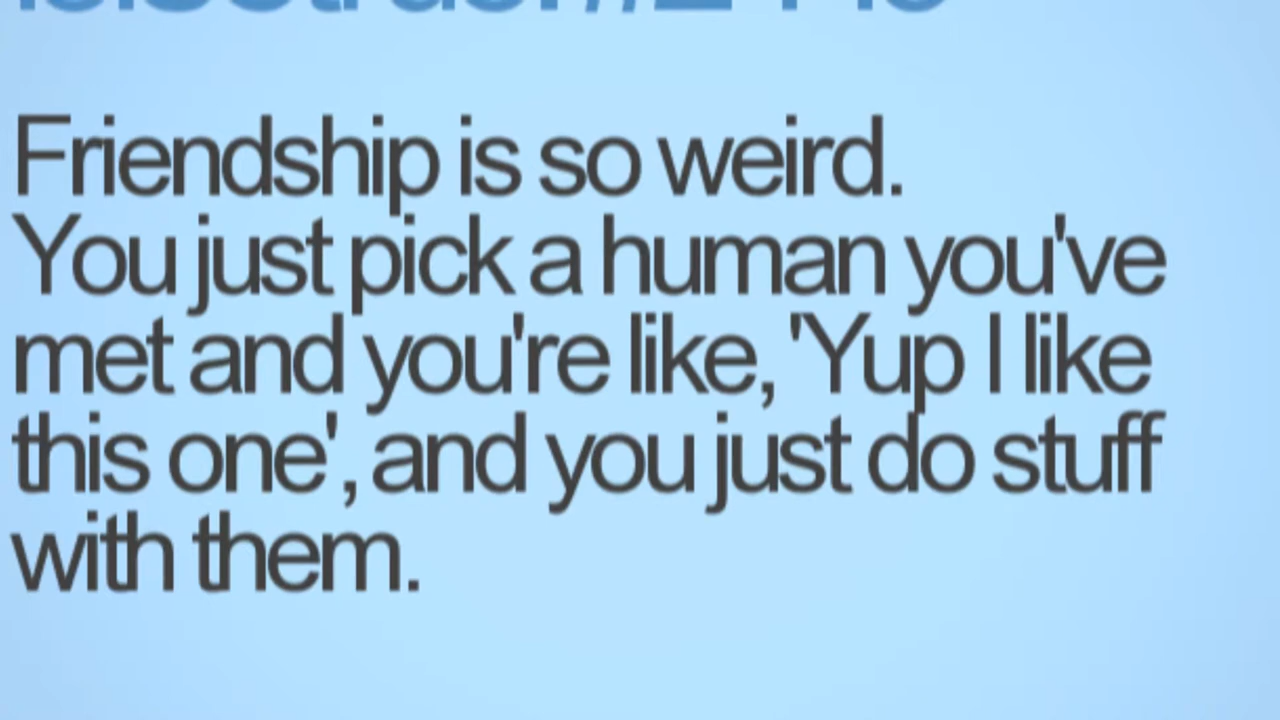 Friendship is so weird.
You just pick a human you've
met and you're like, 'Yup I like
this one', and you just do stuff
with them.